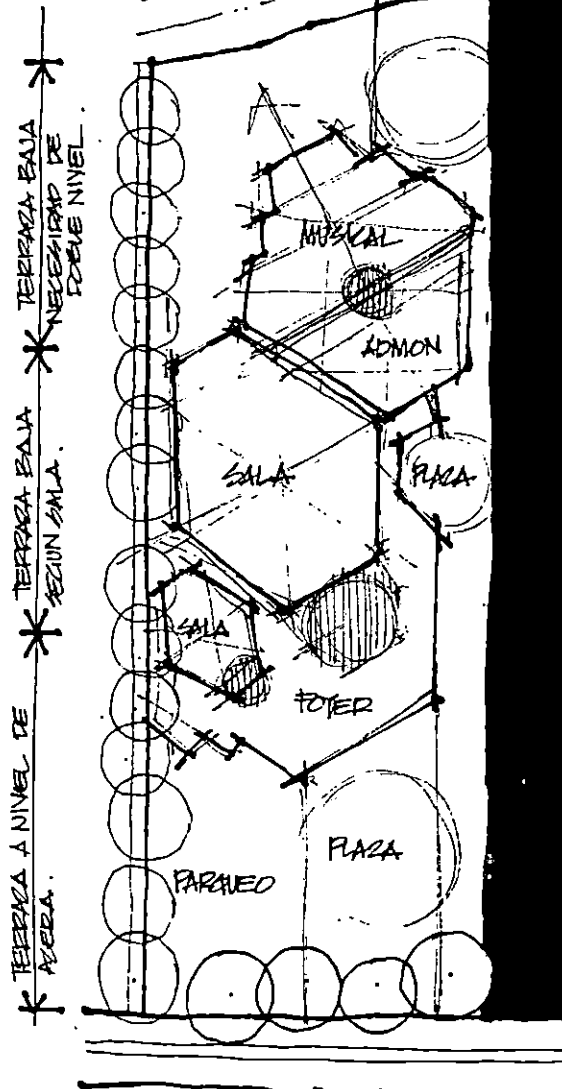 TERRAZA BAJA
NECESIDAD DE
DOBLE NIVEL.
TERRAZA BAJA
SEGUN SALA.
TERRAZA A NIVEL DE
ACERA.
MUSICAL
ADMON
SALA
PLAZA
SALA
FOYER
PLAZA
PARQUEO